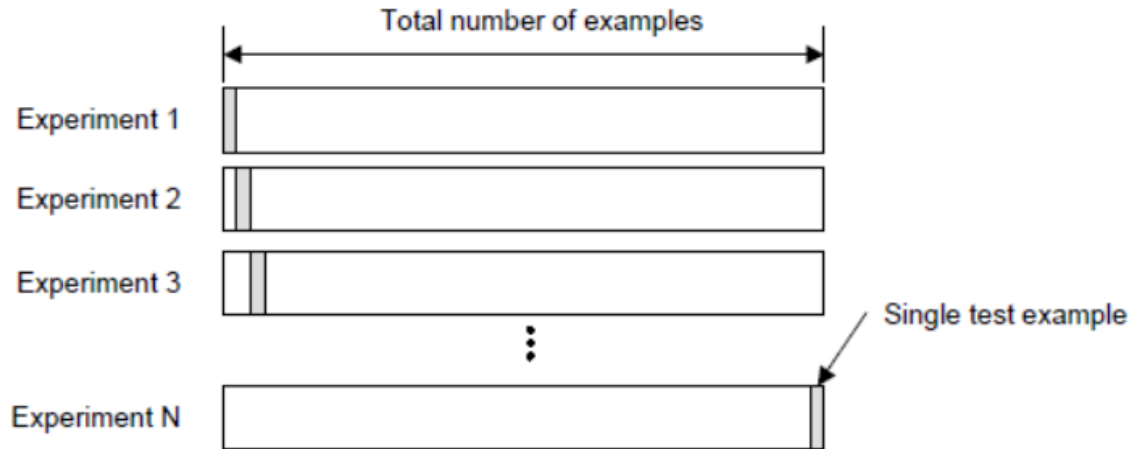 Total number of examples
Experiment 1
Experiment 2
Experiment 3
Single test example
Experiment N